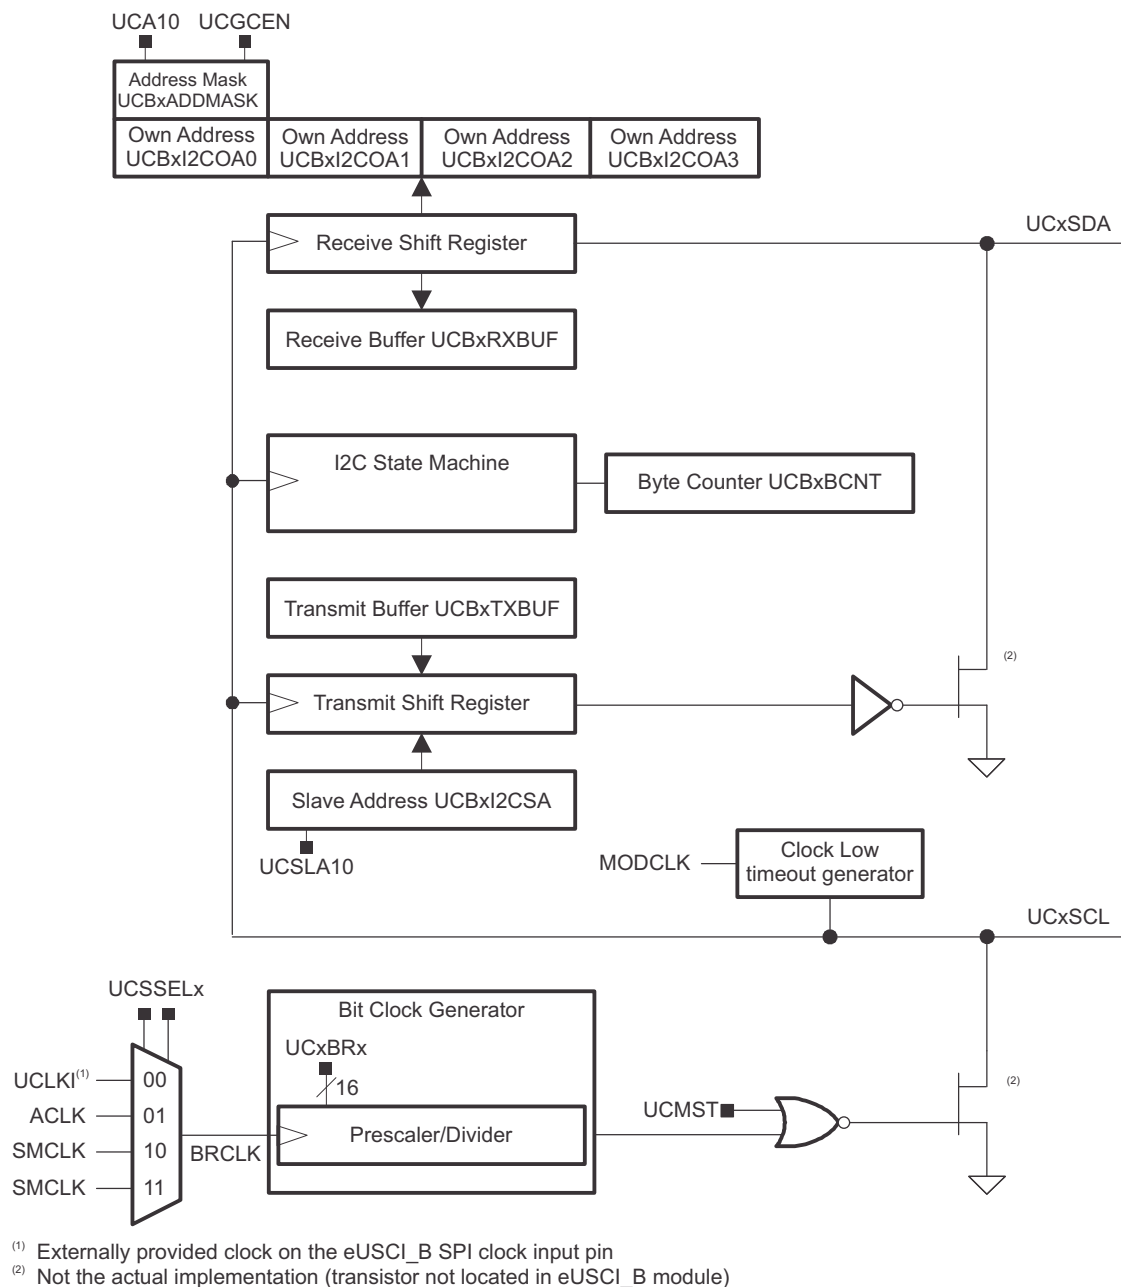 UCA10 UCGCEN
Address Mask
UCBxADDMASK
Own Address
UCBxI2COA0
Own Address
UCBxI2COA1
Own Address
UCBxI2COA2
Own Address
UCBxI2COA3
Receive Shift Register
UCxSDA
Receive Buffer UCBxRXBUF
I2C State Machine
Byte Counter UCBxBCNT
Transmit Buffer UCBxTXBUF
(2)
Transmit Shift Register
Slave Address UCBxI2CSA
UCSLA10
MODCLK
Clock Low
timeout generator
UCxSCL
UCSSELx
Bit Clock Generator
UCxBRx
16
UCLKI(1)
00
ACLK
01
SMCLK
10
SMCLK
11
BRCLK
Prescaler/Divider
UCMST
(2)
(1) Externally provided clock on the eUSCI_B SPI clock input pin
(2) Not the actual implementation (transistor not located in eUSCI_B module)